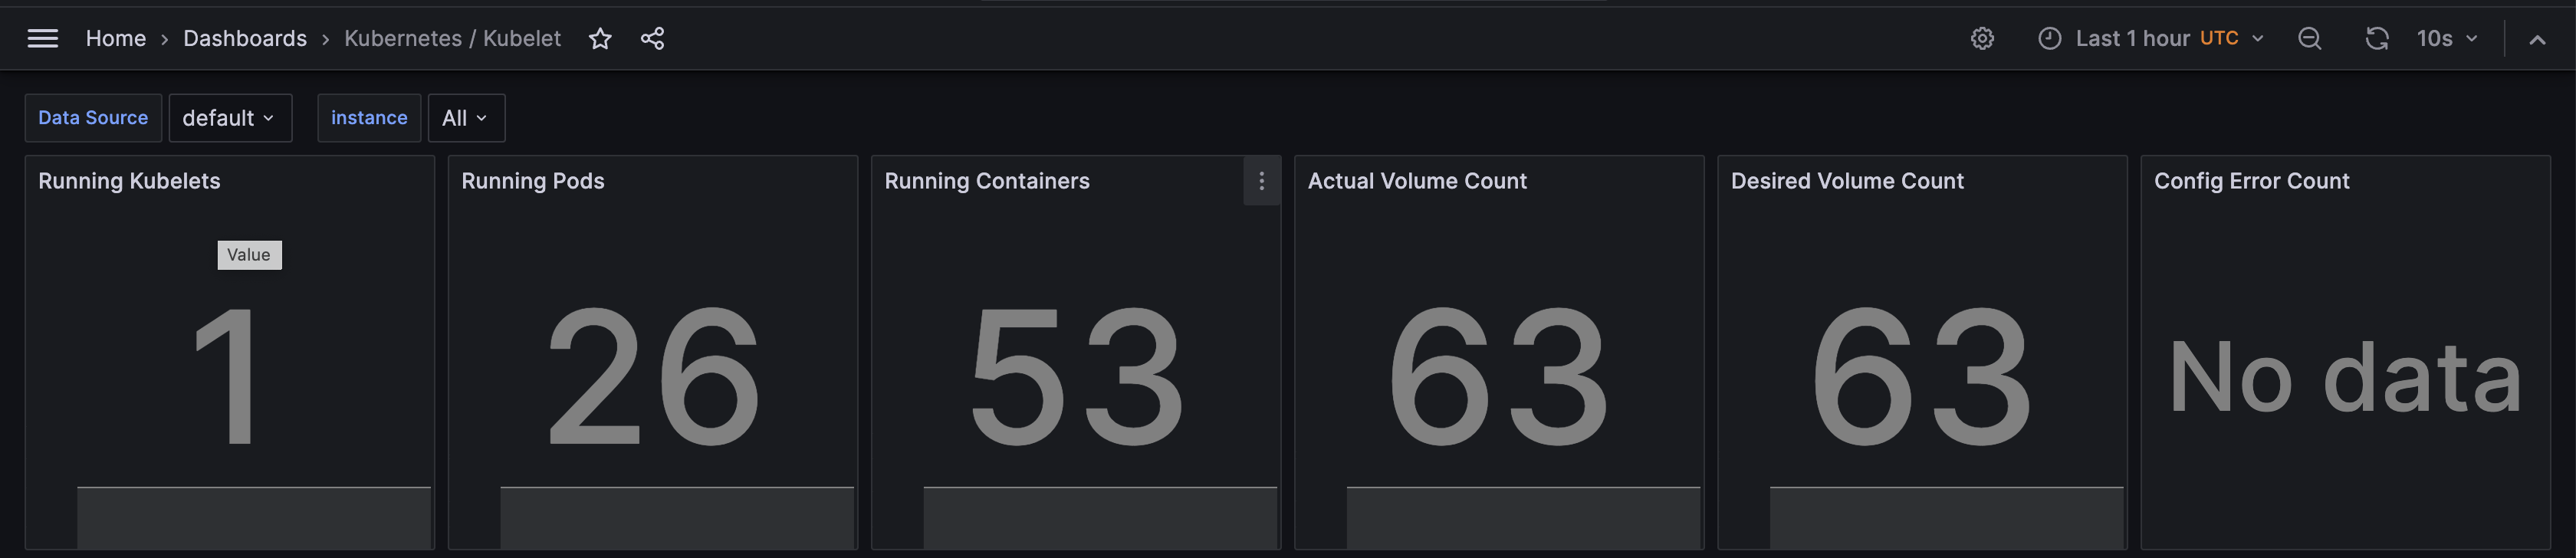 Home › Dashboards › Kubernetes / Kubelet Last 1 hour UTC 10s
Data Source default instance All
Running Kubelets
Value
1
Running Pods
26
Running Containers
53
Actual Volume Count
63
Desired Volume Count
63
Config Error Count
No data